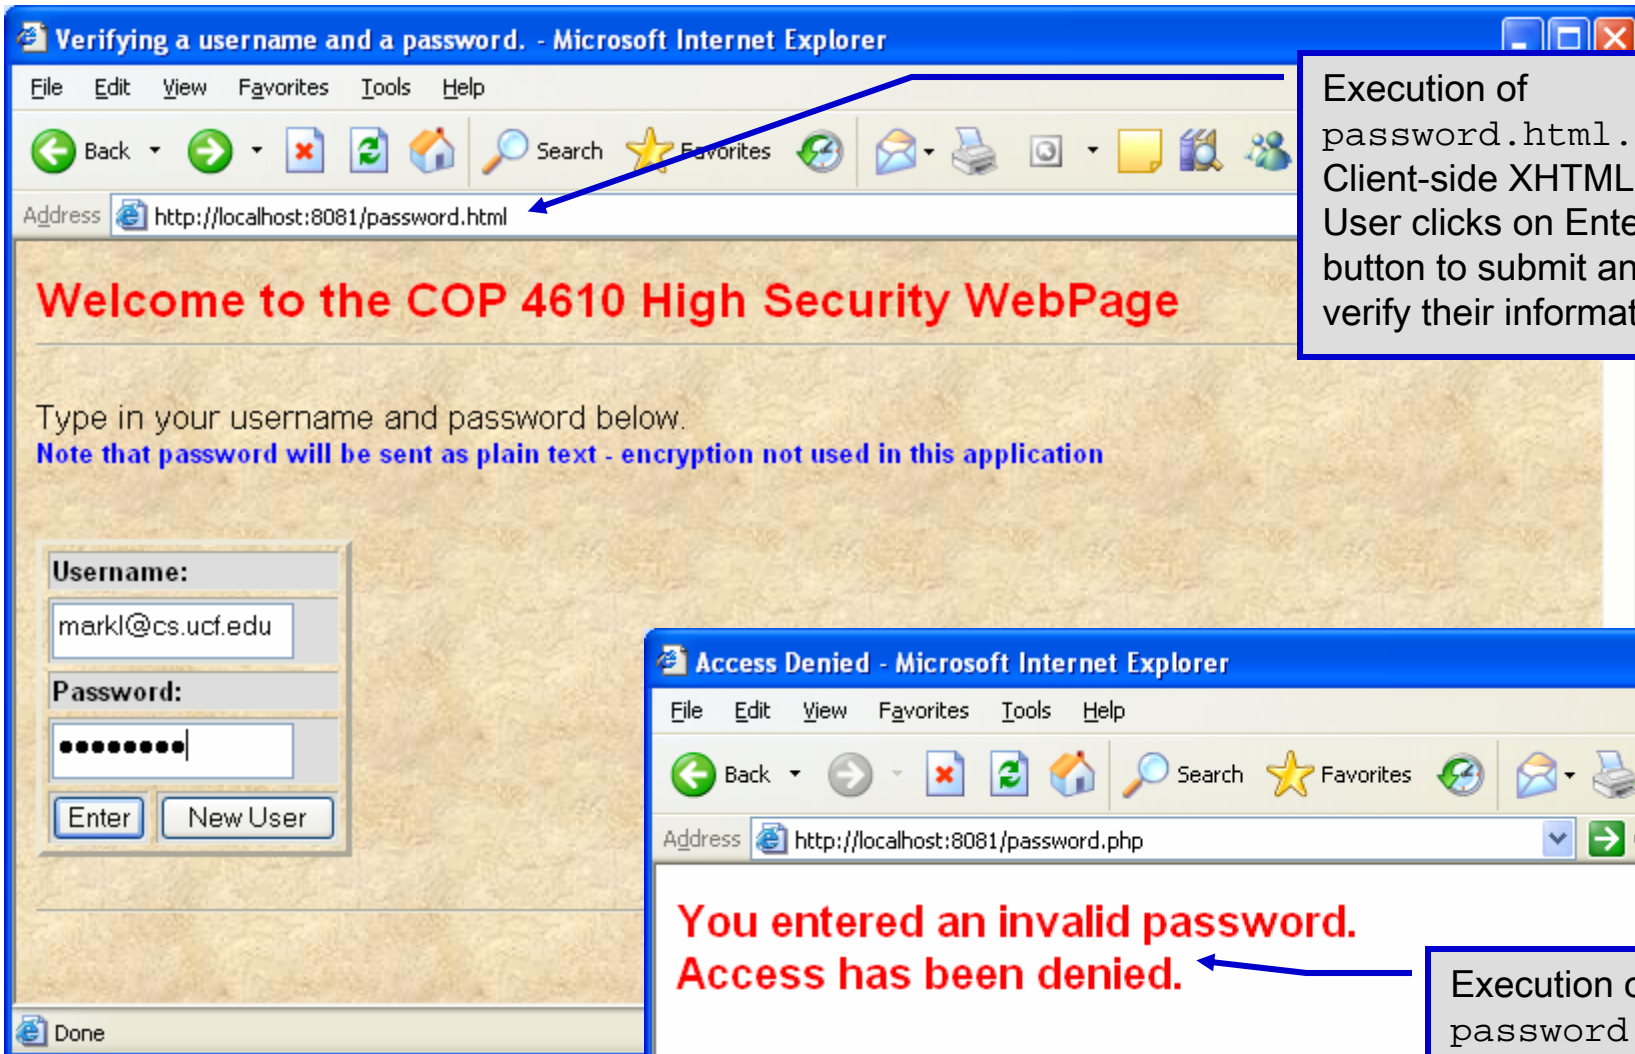 Verifying a username and a password. - Microsoft Internet Explorer
File Edit View Favorites Tools Help
Back Search Favorites
Address http://localhost:8081/password.html
Execution of
password.html.
Client-side XHTML
User clicks on Ente
button to submit an
verify their informat
Welcome to the COP 4610 High Security WebPage
Type in your username and password below.
Note that password will be sent as plain text - encryption not used in this application
Username:
markl@cs.ucf.edu
Password:
••••••••
Enter New User
Done
Access Denied - Microsoft Internet Explorer
File Edit View Favorites Tools Help
Back Search Favorites
Address http://localhost:8081/password.php
You entered an invalid password.
Access has been denied.
Execution o
password